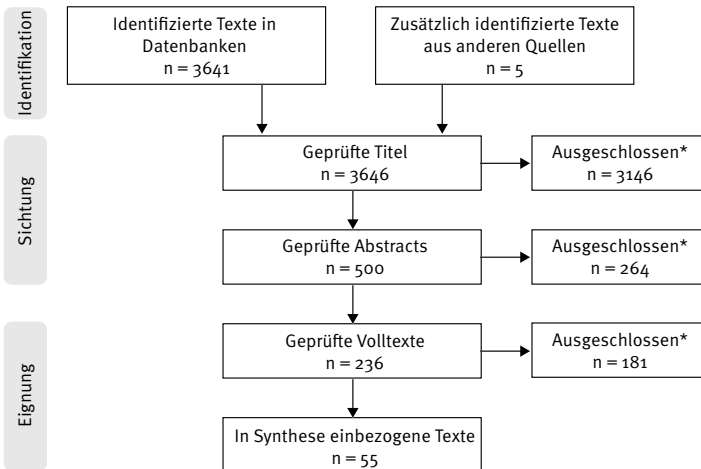 Identifikation
Identifizierte Texte in
Datenbanken
n = 3641
Zusätzlich identifizierte Texte
aus anderen Quellen
n = 5
Sichtung
Geprüfte Titel
n = 3646
Ausgeschlossen*
n = 3146
Geprüfte Abstracts
n = 500
Ausgeschlossen*
n = 264
Eignung
Geprüfte Volltexte
n = 236
Ausgeschlossen*
n = 181
In Synthese einbezogene Texte
n = 55